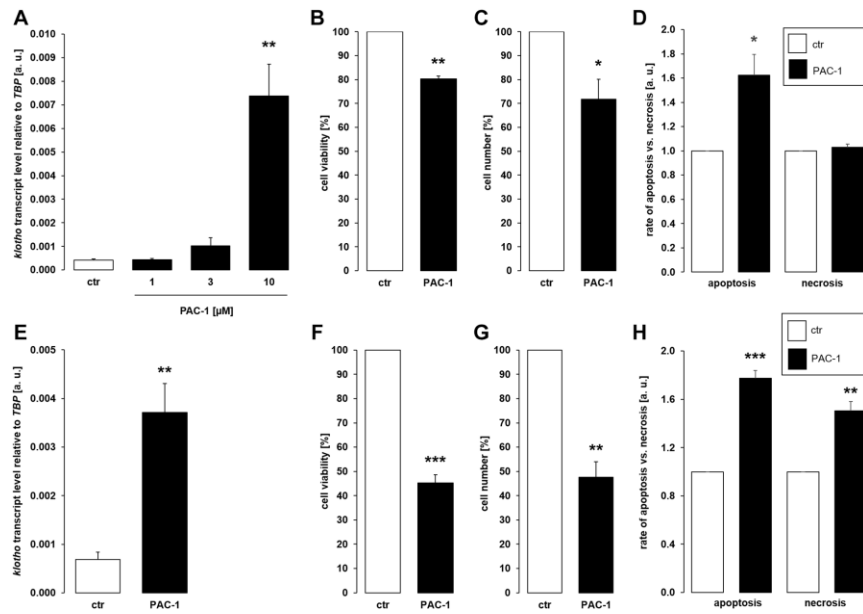 A
klotho transcript level relative to TBP [a. u.]
0.010
0.009
0.008
0.007
0.006
0.005
0.004
0.003
0.002
0.001
0.000
**
ctr
1
3
10
PAC-1 [µM]
B
cell viability [%]
100
90
80
70
60
50
40
30
20
10
0
**
ctr
PAC-1
C
cell number [%]
100
90
80
70
60
50
40
30
20
10
0
*
ctr
PAC-1
D
rate of apoptosis vs. necrosis [a. u.]
2.0
1.8
1.6
1.4
1.2
1.0
0.8
0.6
0.4
0.2
0.0
*
ctr
PAC-1
apoptosis
necrosis
E
klotho transcript level relative to TBP [a. u.]
0.005
0.004
0.003
0.002
0.001
0.000
**
ctr
PAC-1
F
cell viability [%]
100
90
80
70
60
50
40
30
20
10
0
***
ctr
PAC-1
G
cell number [%]
100
90
80
70
60
50
40
30
20
10
0
**
ctr
PAC-1
H
rate of apoptosis vs. necrosis [a. u.]
2.0
1.6
1.2
0.8
0.4
0.0
***
**
ctr
PAC-1
apoptosis
necrosis